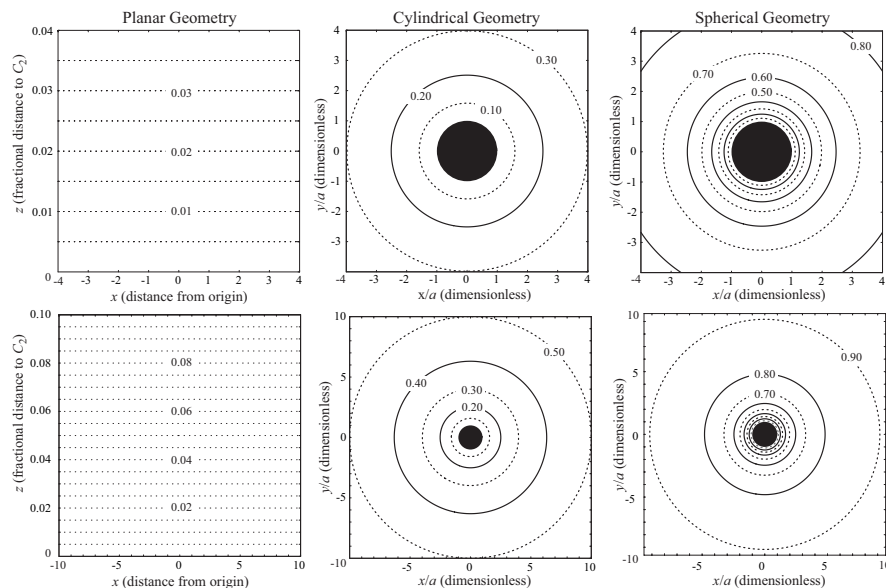 Planar Geometry
Cylindrical Geometry
Spherical Geometry
z (fractional distance to C2)
0.04
0.03
0.02
0.01
0
0.03
0.02
0.01
-4 -3 -2 -1 0 1 2 3 4
x (distance from origin)
y/a (dimensionless)
4
3
2
1
0
-1
-2
-3
-4
0.30
0.20
0.10
-4 -3 -2 -1 0 1 2 3 4
x/a (dimensionless)
y/a (dimensionless)
4
3
2
1
0
-1
-2
-3
0.80
0.70
0.60
0.50
-4 -3 -2 -1 0 1 2 3 4
x/a (dimensionless)
z (fractional distance to C2)
0.10
0.08
0.06
0.04
0.02
0
0.08
0.06
0.04
0.02
-10 -5 0 5 10
x (distance from origin)
y/a (dimensionless)
10
5
0
-5
-10
0.50
0.40
0.30
0.20
-10 -5 0 5 10
x/a (dimensionless)
y/a (dimensionless)
10
5
0
-5
-10
0.90
0.80
0.70
-10 -5 0 5 10
x/a (dimensionless)